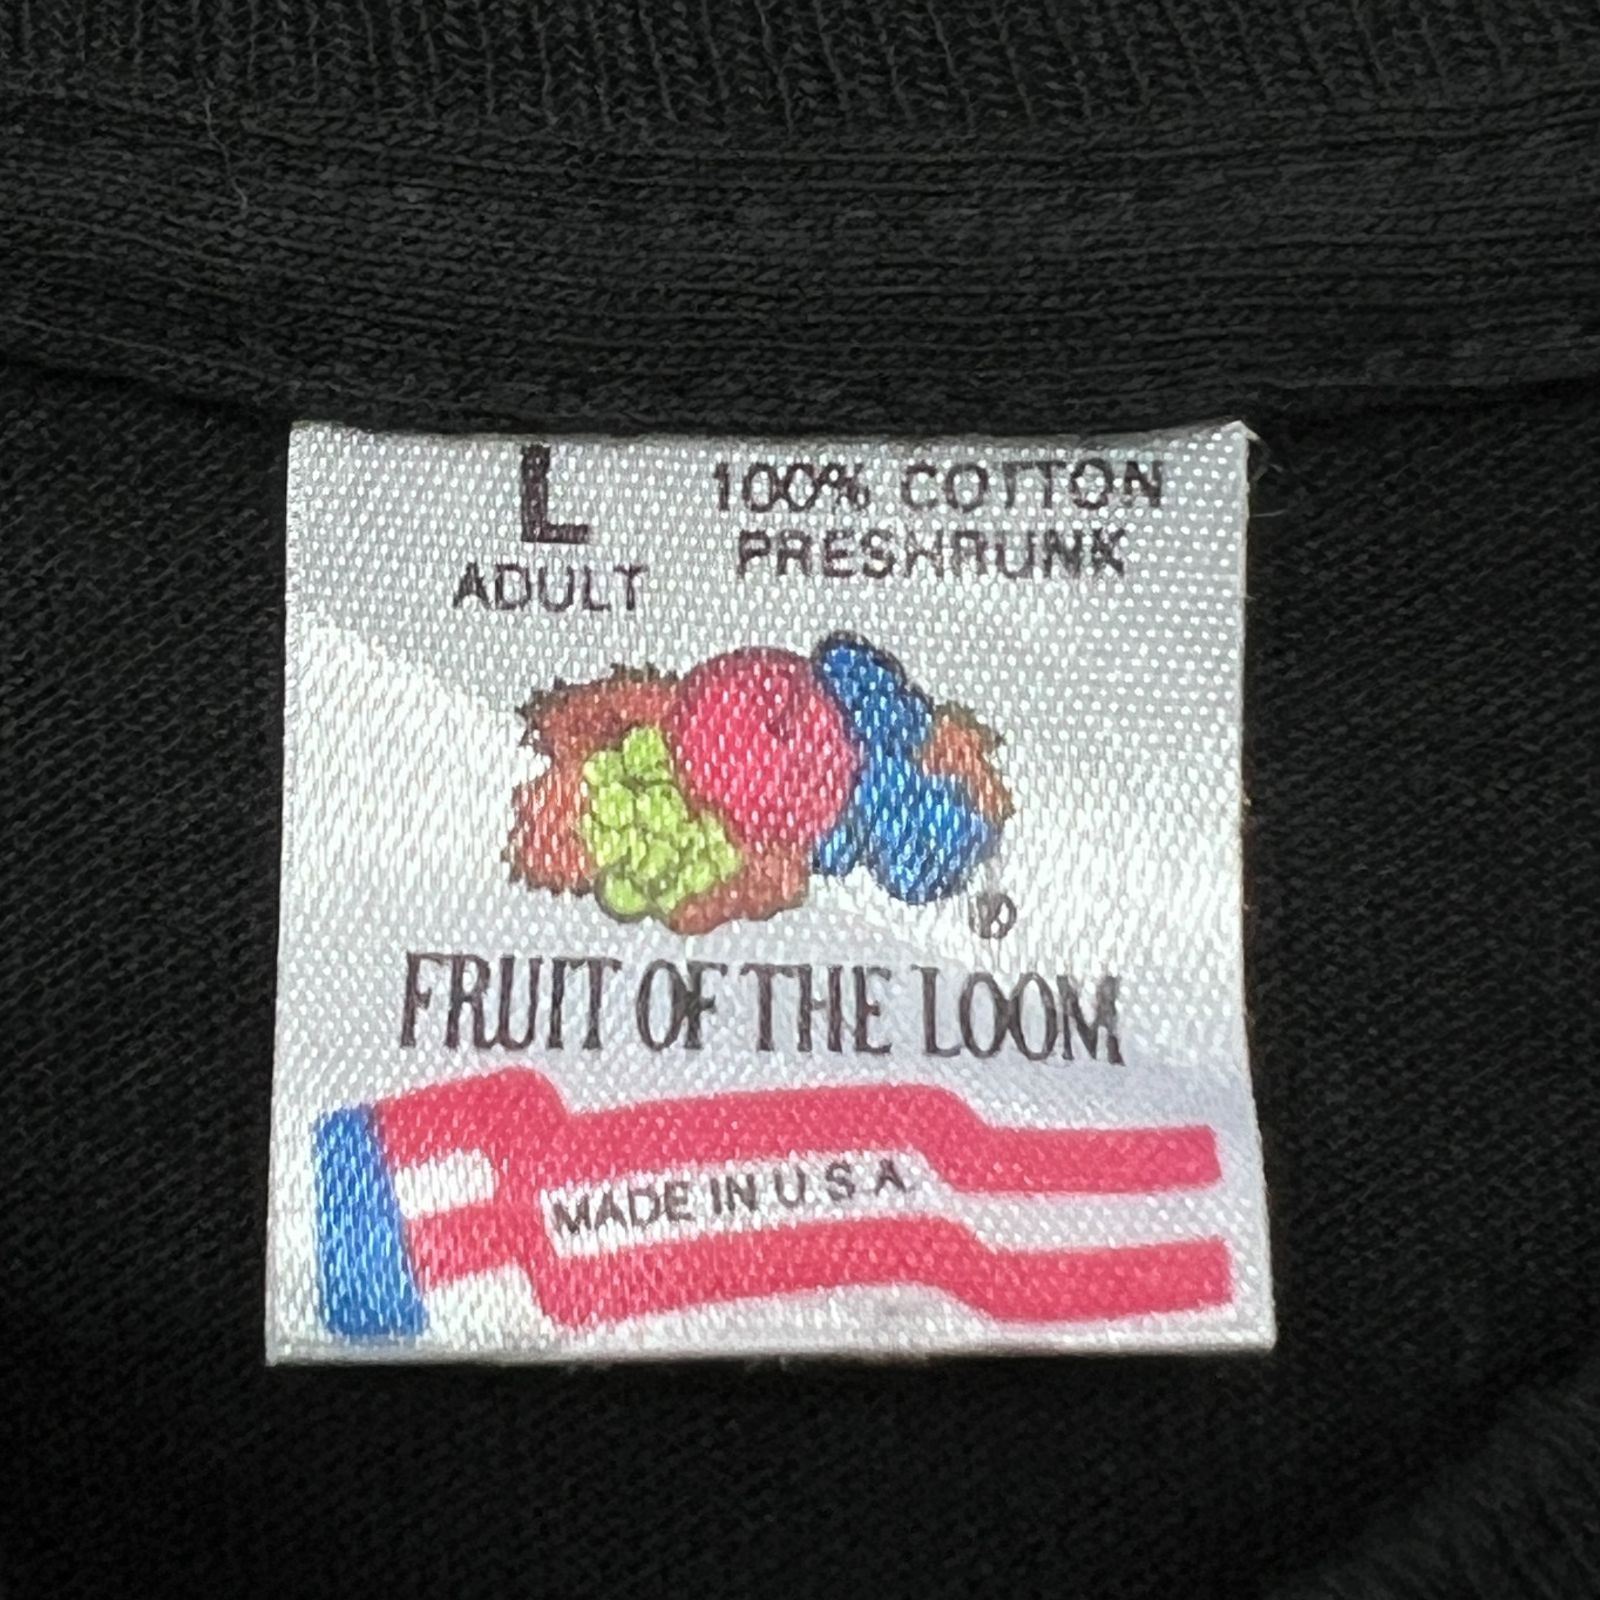 L
ADULT
100% COTTON
PRESHRUNK
®
FRUIT OF THE LOOM
MADE IN U.S.A.